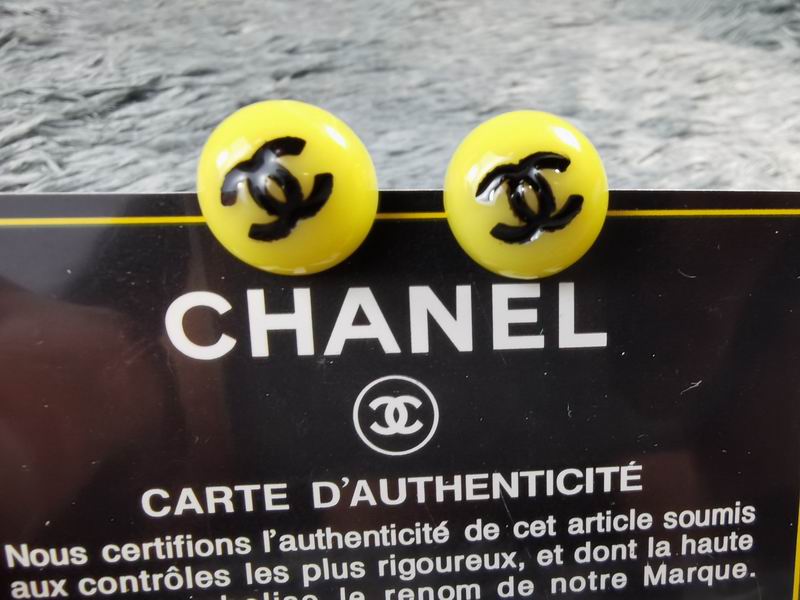 CHANEL
CARTE D'AUTHENTICITÉ
Nous certifions l'authenticité de cet article soumis
aux contrôles les plus rigoureux, et dont la haute
le renom de notre Marque.